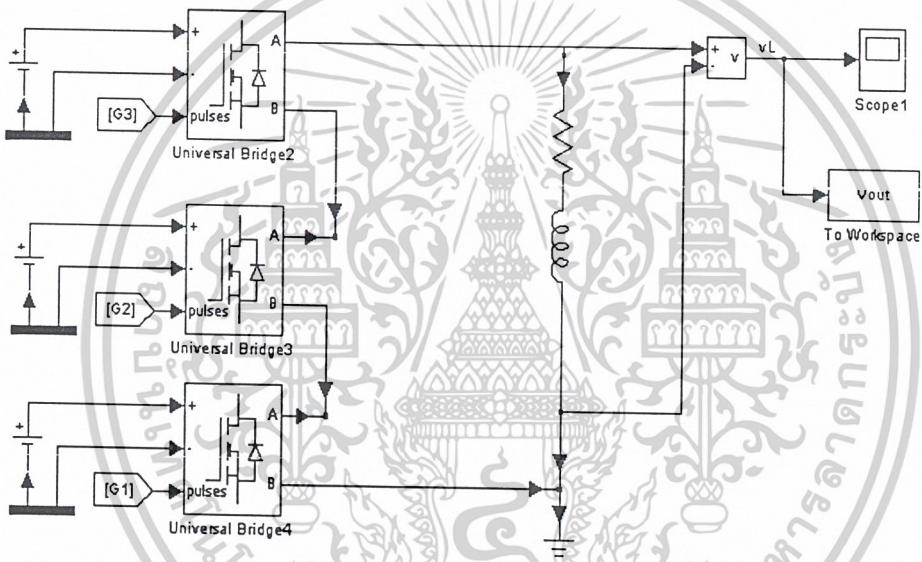 +
A
-
[G3]
pulses
B
Universal Bridge2
+
v
-
vL
Scope1
Vout
To Workspace
+
A
-
[G2]
pulses
B
Universal Bridge3
+
A
-
[G1]
pulses
B
Universal Bridge4
+
+
+